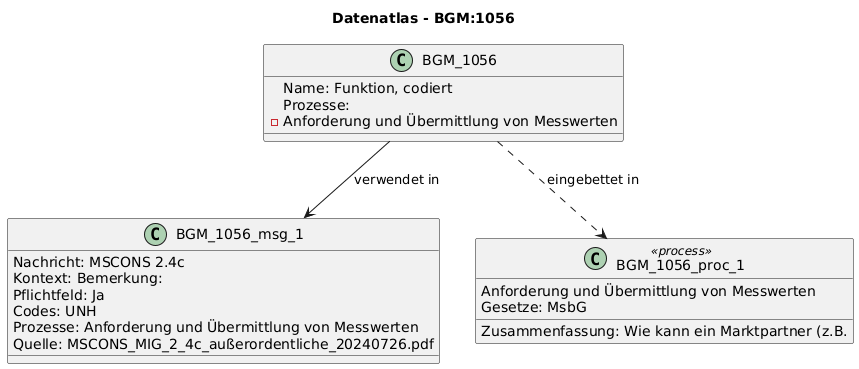 Datenatlas - BGM:1056
C BGM_1056
Name: Funktion, codiert
Prozesse:
Anforderung und Übermittlung von Messwerten
verwendet in
eingebettet in
C BGM_1056_msg_1
Nachricht: MSCONS 2.4c
Kontext: Bemerkung:
Pflichtfeld: Ja
Codes: UNH
Prozesse: Anforderung und Übermittlung von Messwerten
Quelle: MSCONS_MIG_2_4c_außerordentliche_20240726.pdf
C «process»
BGM_1056_proc_1
Anforderung und Übermittlung von Messwerten
Gesetze: MsbG
Zusammenfassung: Wie kann ein Marktpartner (z.B.